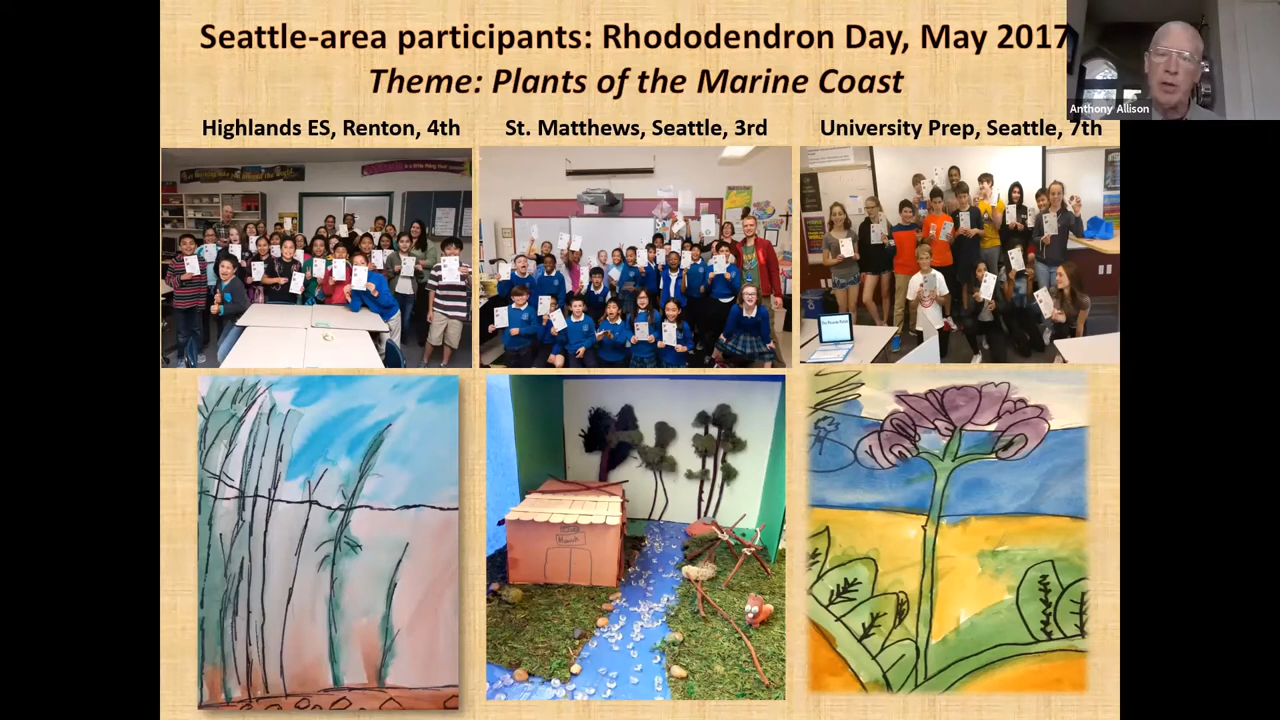 Seattle-area participants: Rhododendron Day, May 2017
Theme: Plants of the Marine Coast
Anthony Allison
Highlands ES, Renton, 4th
St. Matthews, Seattle, 3rd
University Prep, Seattle, 7th